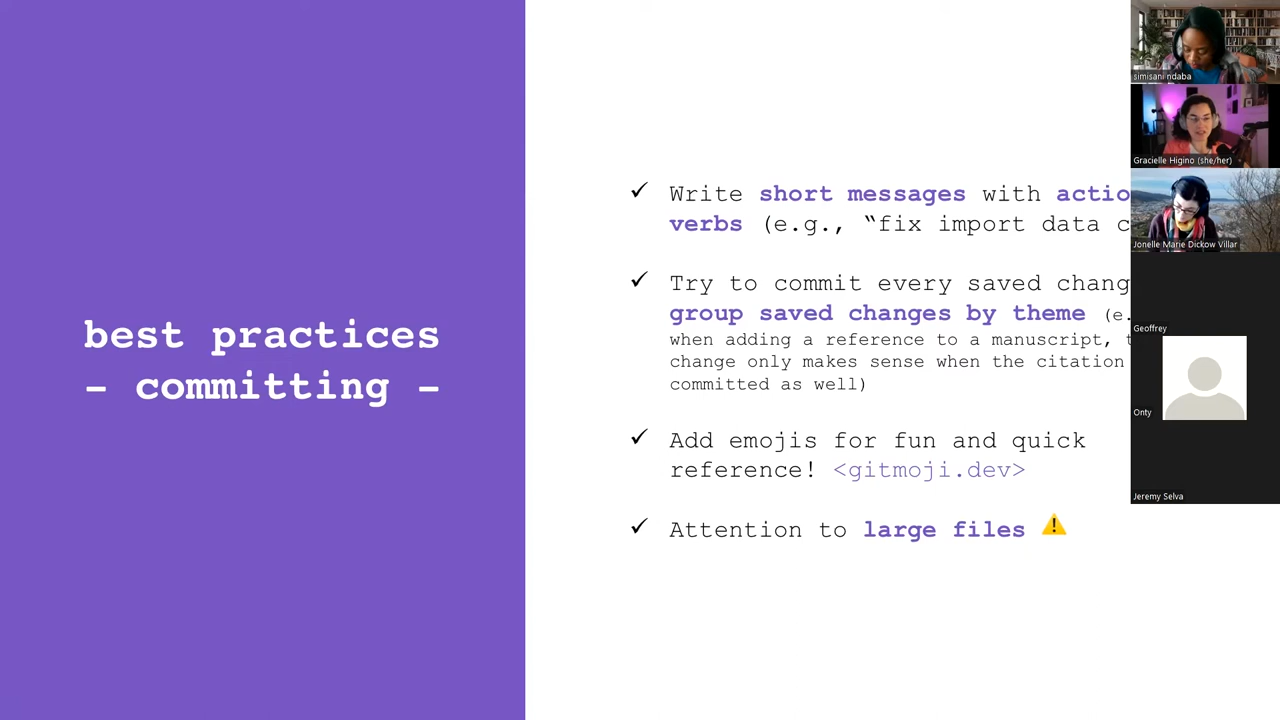 best practices
- committing -
✓ Write short messages with actio
verbs (e.g., “fix import data c
✓ Try to commit every saved chang
group saved changes by theme (e.
when adding a reference to a manuscript, t
change only makes sense when the citation
committed as well)
✓ Add emojis for fun and quick
reference! <gitmoji.dev>
✓ Attention to large files ⚠
simisani ndaba
Gracielle Higino (she/her)
Jonelle Marie Dickow Villar
Geoffrey
Onty
Jeremy Selva